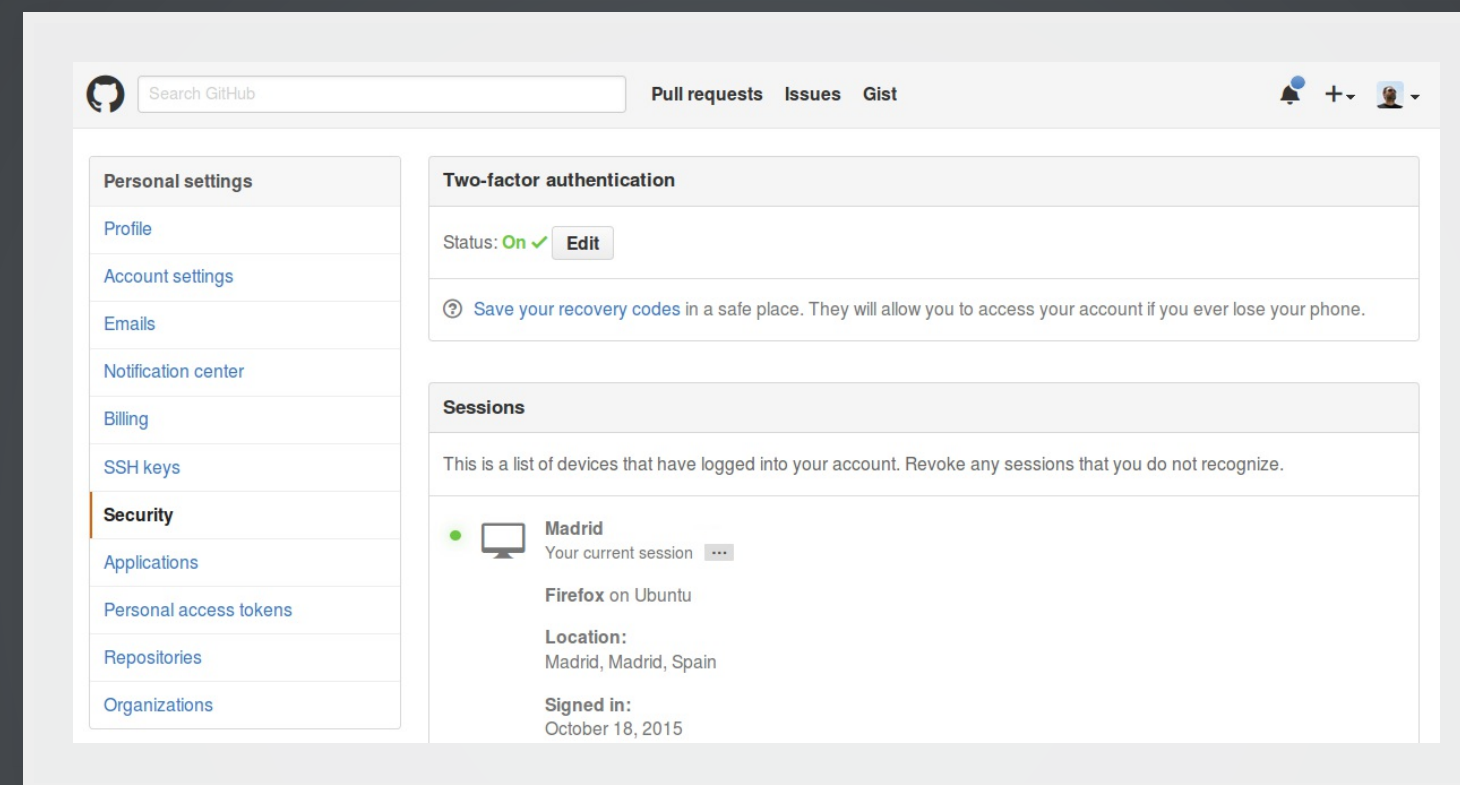 Search GitHub
Pull requests Issues Gist
Personal settings
Profile
Account settings
Emails
Notification center
Billing
SSH keys
Security
Applications
Personal access tokens
Repositories
Organizations
Two-factor authentication
Status: On ✓ Edit
Save your recovery codes in a safe place. They will allow you to access your account if you ever lose your phone.
Sessions
This is a list of devices that have logged into your account. Revoke any sessions that you do not recognize.
Madrid
Your current session ...
Firefox on Ubuntu
Location:
Madrid, Madrid, Spain
Signed in:
October 18, 2015